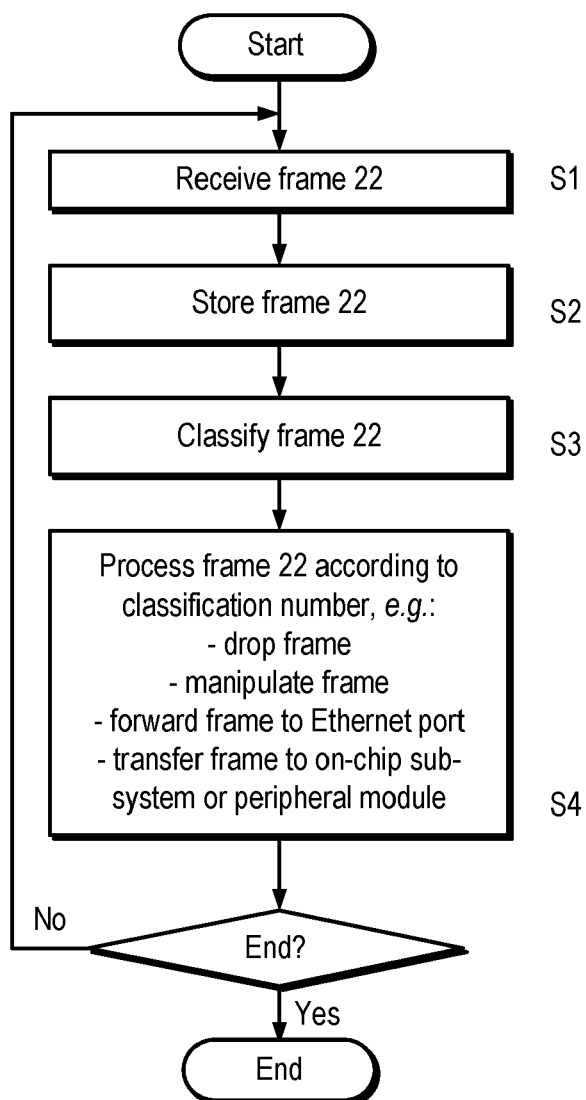 Start
Receive frame 22
S1
Store frame 22
S2
Classify frame 22
S3
Process frame 22 according to
classification number, e.g.:
- drop frame
- manipulate frame
- forward frame to Ethernet port
- transfer frame to on-chip sub-
system or peripheral module
S4
No
End?
Yes
End